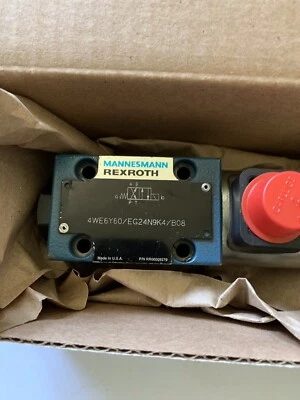 MANNESMANN
REXROTH
4WE6Y60/EG24N9K4/B08
Made in U.S.A.